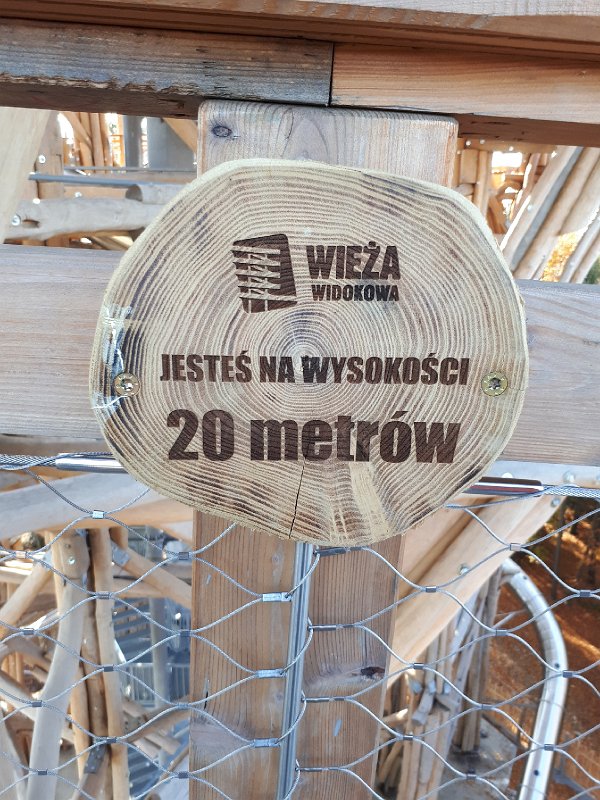 WIEŻA
WIDOKOWA
JESTEŚ NA WYSOKOŚCI
20 metrów